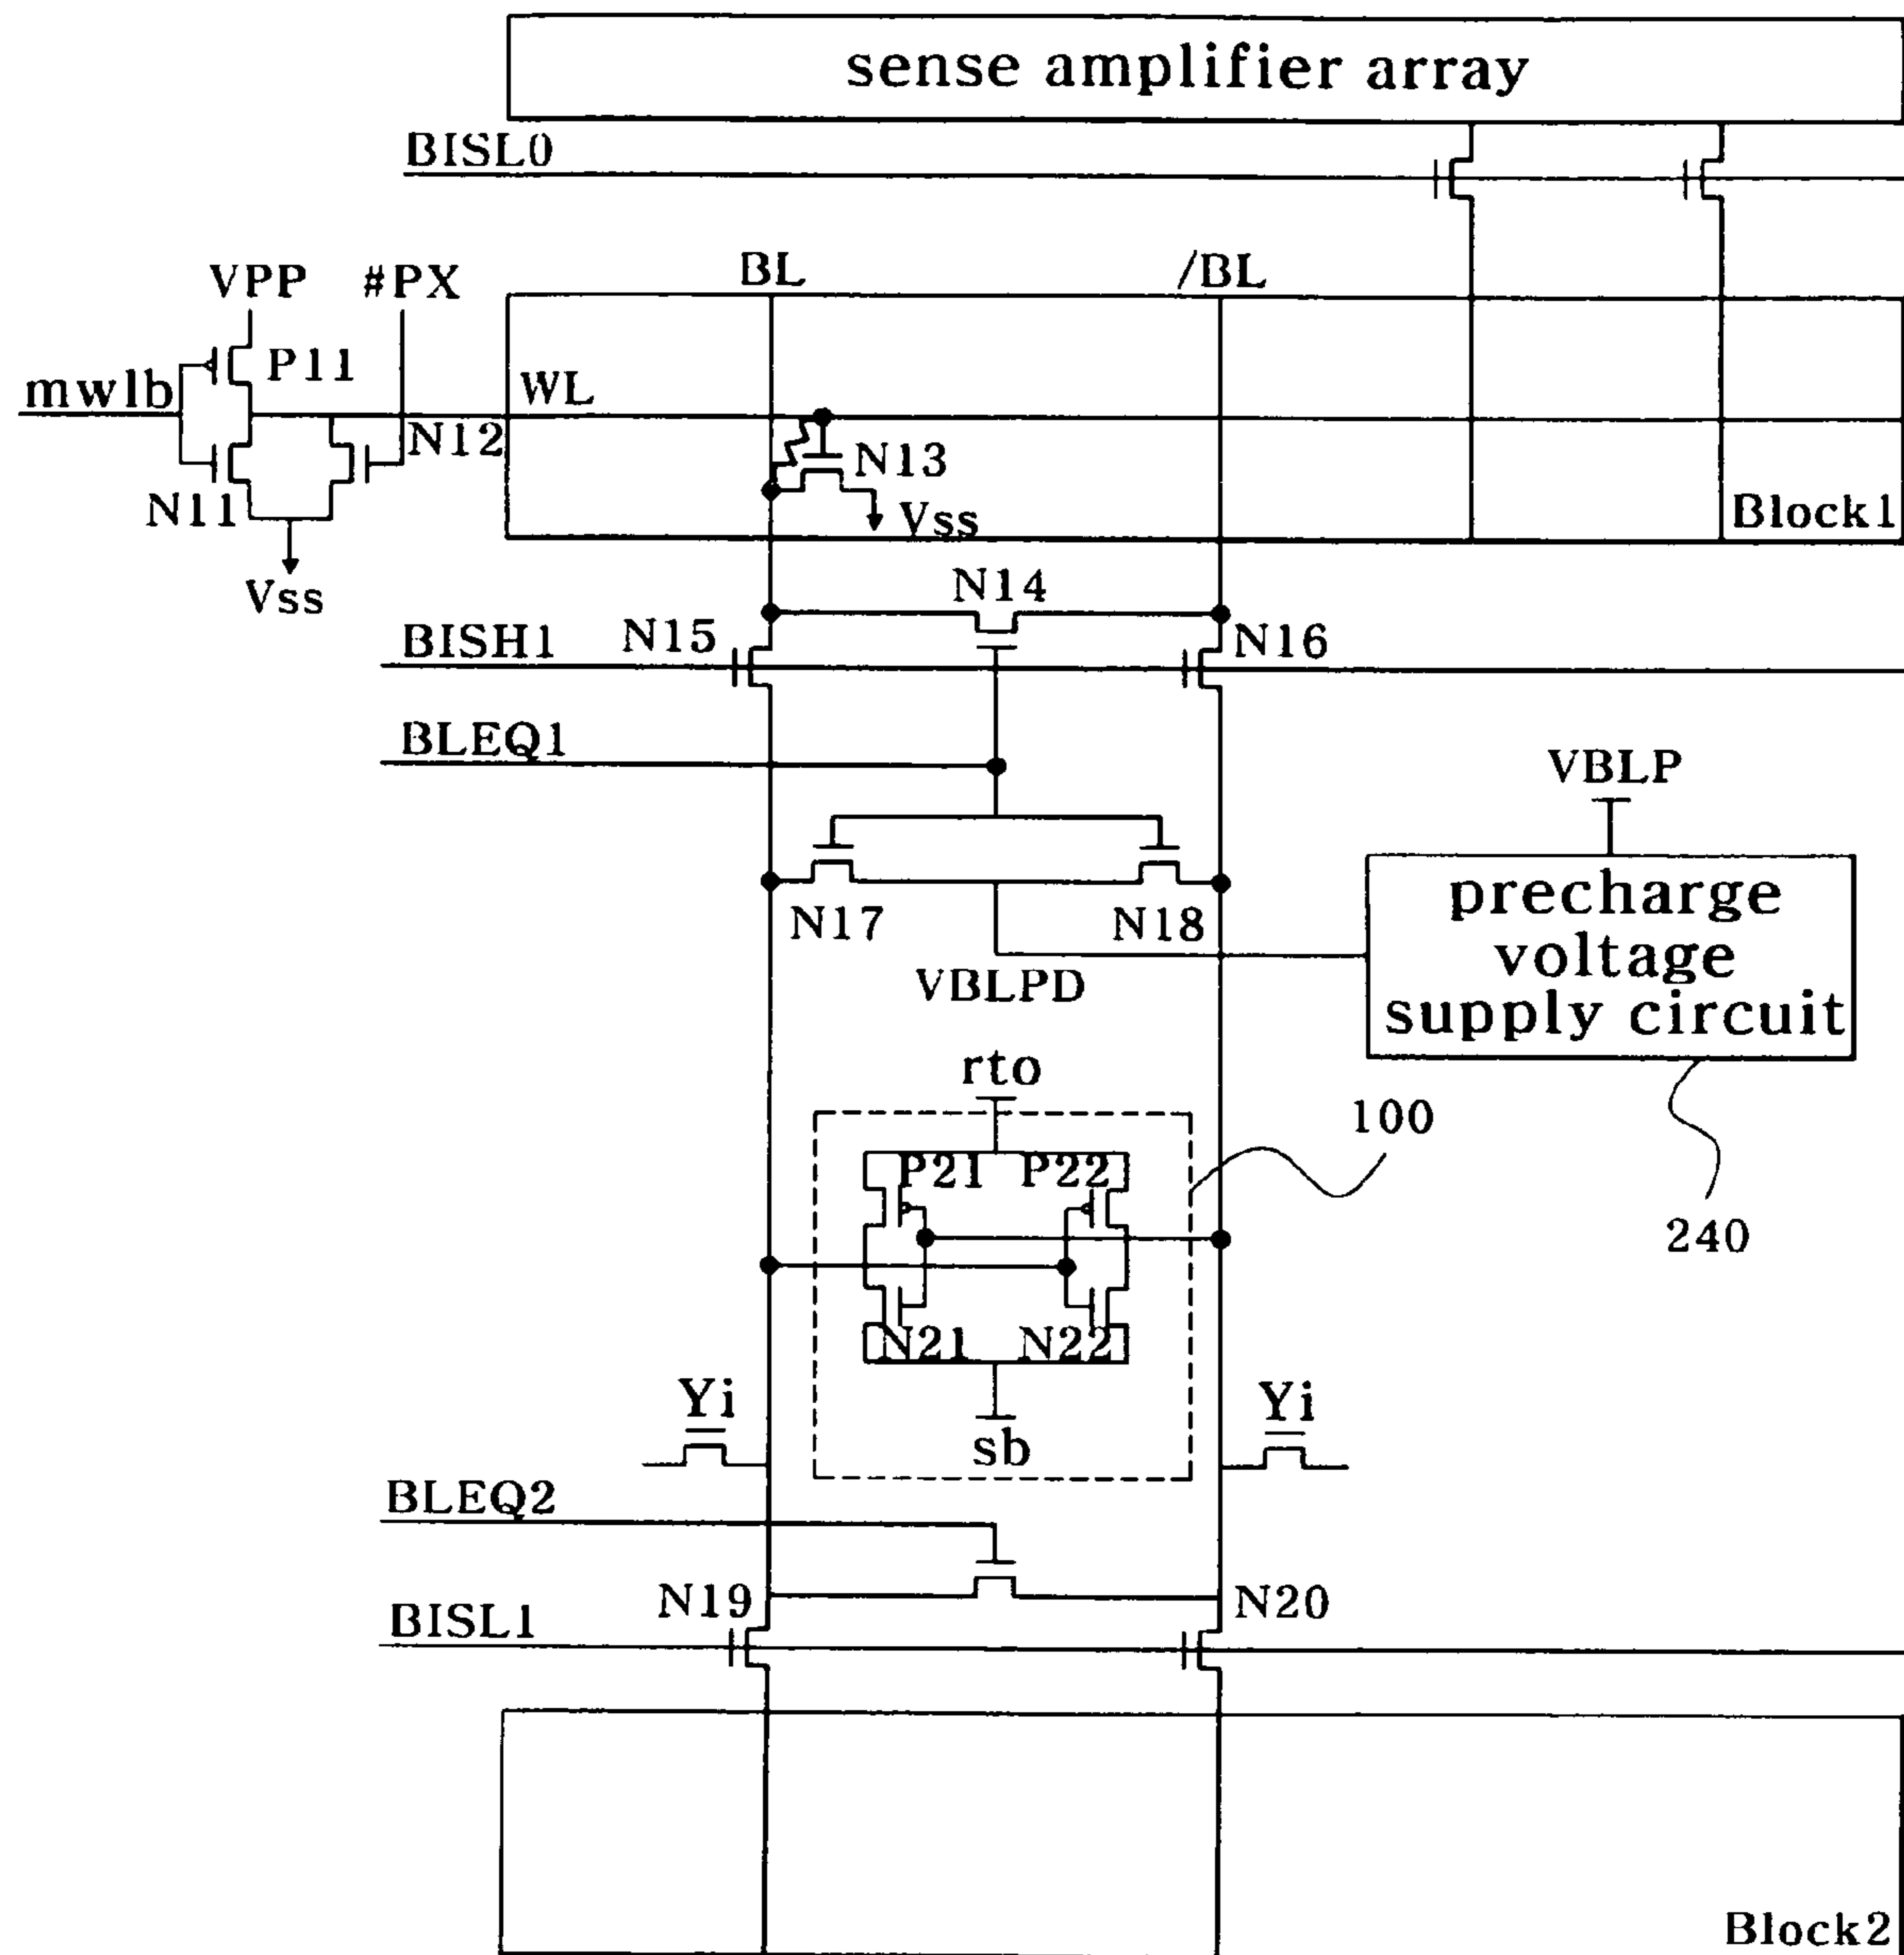 sense amplifier array
BISL0
BL
/BL
VPP
#PX
P11
mwlb
WL
N12
N13
N11
Vss
Block1
Vss
N14
N15
N16
BISH1
BLEQ1
VBLP
precharge
voltage
supply circuit
N17
N18
VBLPD
rto
100
P21
P22
240
N21
N22
Yi
Yi
sb
BLEQ2
N19
N20
BISL1
Block2